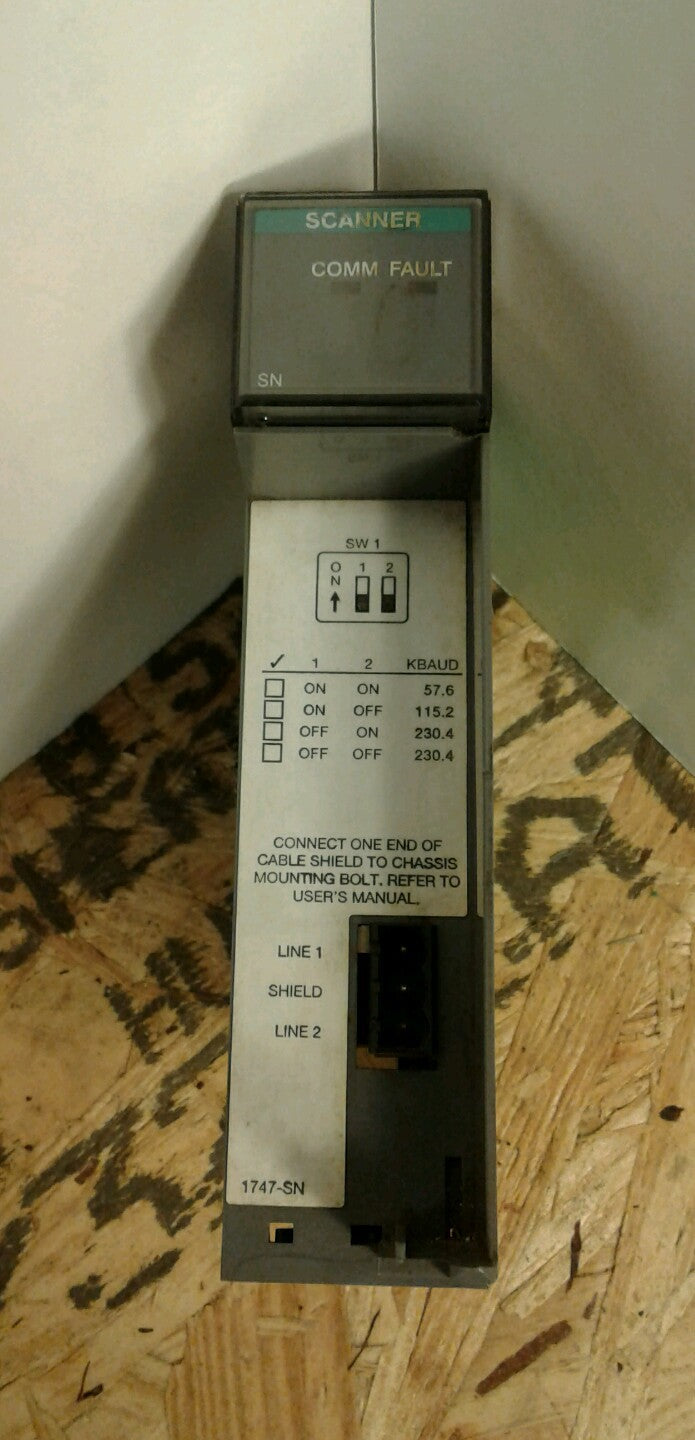 SCANNER
COMM FAULT
SN
SW 1
ON 1 2
✓ 1 2 KBAUD
ON ON 57.6
ON OFF 115.2
OFF ON 230.4
OFF OFF 230.4
CONNECT ONE END OF
CABLE SHIELD TO CHASSIS
MOUNTING BOLT. REFER TO
USER'S MANUAL.
LINE 1
SHIELD
LINE 2
1747-SN